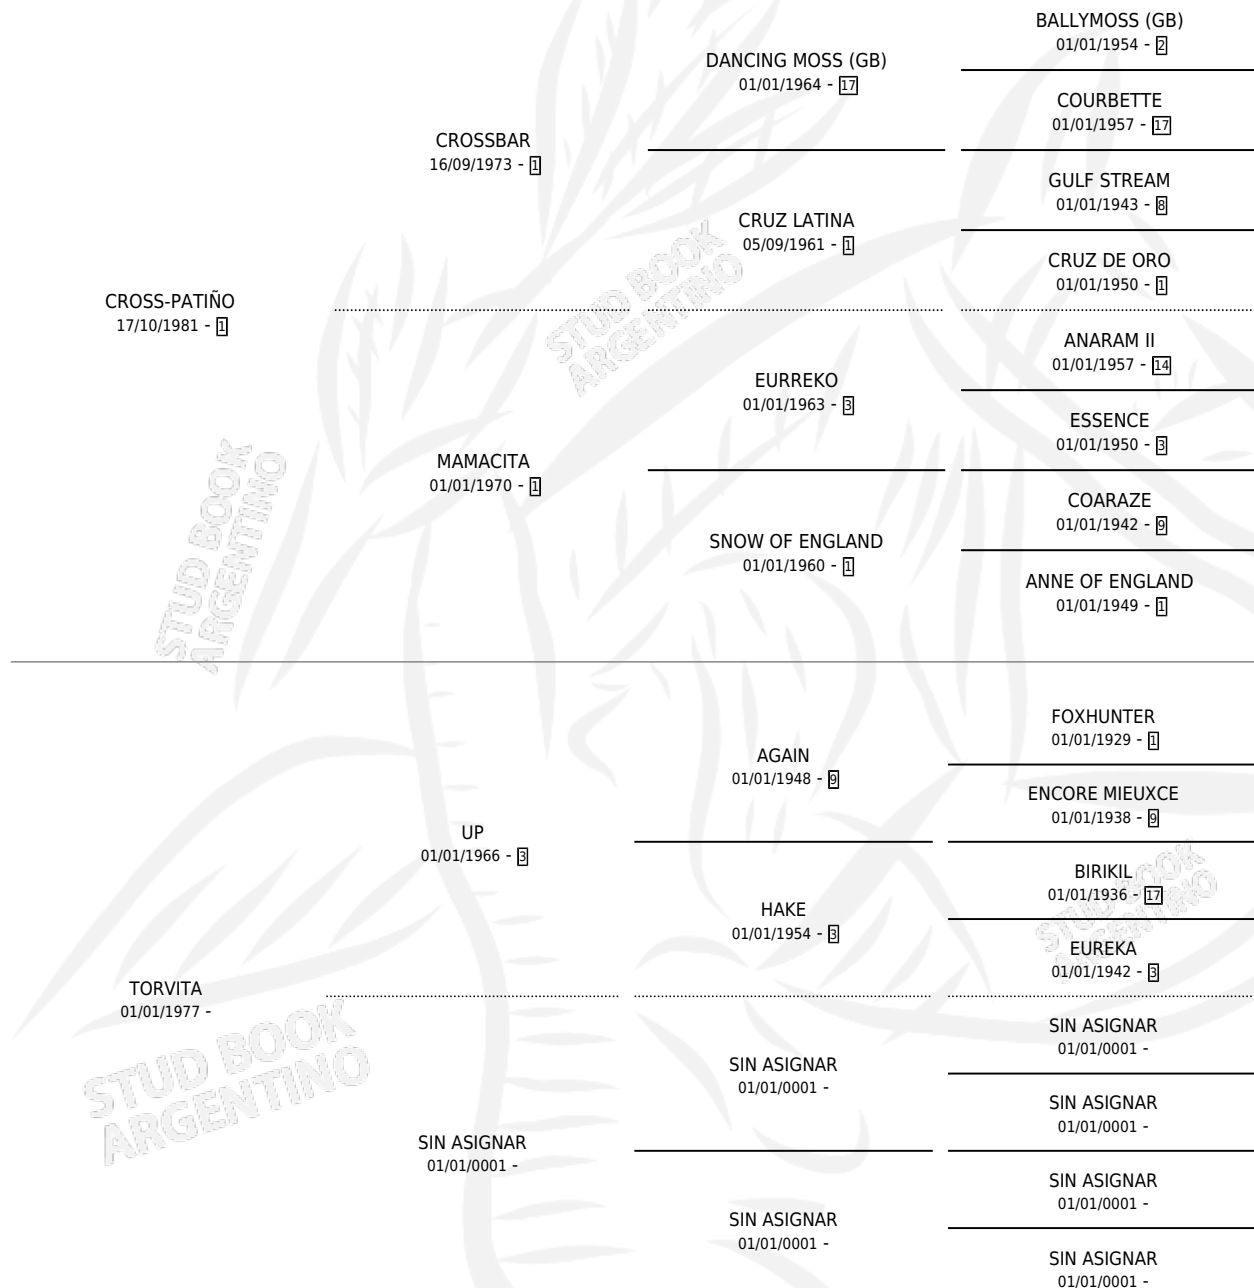 BALLYMOSS (GB)
01/01/1954 - 2
DANCING MOSS (GB)
01/01/1964 - 17
COURBETTE
01/01/1957 - 17
CROSSBAR
16/09/1973 - 1
GULF STREAM
01/01/1943 - 8
CRUZ LATINA
05/09/1961 - 1
CRUZ DE ORO
01/01/1950 - 1
CROSS-PATIÑO
17/10/1981 - 1
ANARAM II
01/01/1957 - 14
EURREKO
01/01/1963 - 3
ESSENCE
01/01/1950 - 3
MAMACITA
01/01/1970 - 1
COARAZE
01/01/1942 - 9
SNOW OF ENGLAND
01/01/1960 - 1
ANNE OF ENGLAND
01/01/1949 - 1
STUD BOOK
ARGENTINO
STUD BOOK
ARGENTINO
FOXHUNTER
01/01/1929 - 1
AGAIN
01/01/1948 - 9
ENCORE MIEUXCE
01/01/1938 - 9
UP
01/01/1966 - 3
BIRIKIL
01/01/1936 - 17
HAKE
01/01/1954 - 3
EUREKA
01/01/1942 - 3
TORVITA
01/01/1977 -
SIN ASIGNAR
01/01/0001 -
SIN ASIGNAR
01/01/0001 -
SIN ASIGNAR
01/01/0001 -
SIN ASIGNAR
01/01/0001 -
SIN ASIGNAR
01/01/0001 -
SIN ASIGNAR
01/01/0001 -
SIN ASIGNAR
01/01/0001 -
STUD BOOK
ARGENTINO
STUD BOOK
ARGENTINO